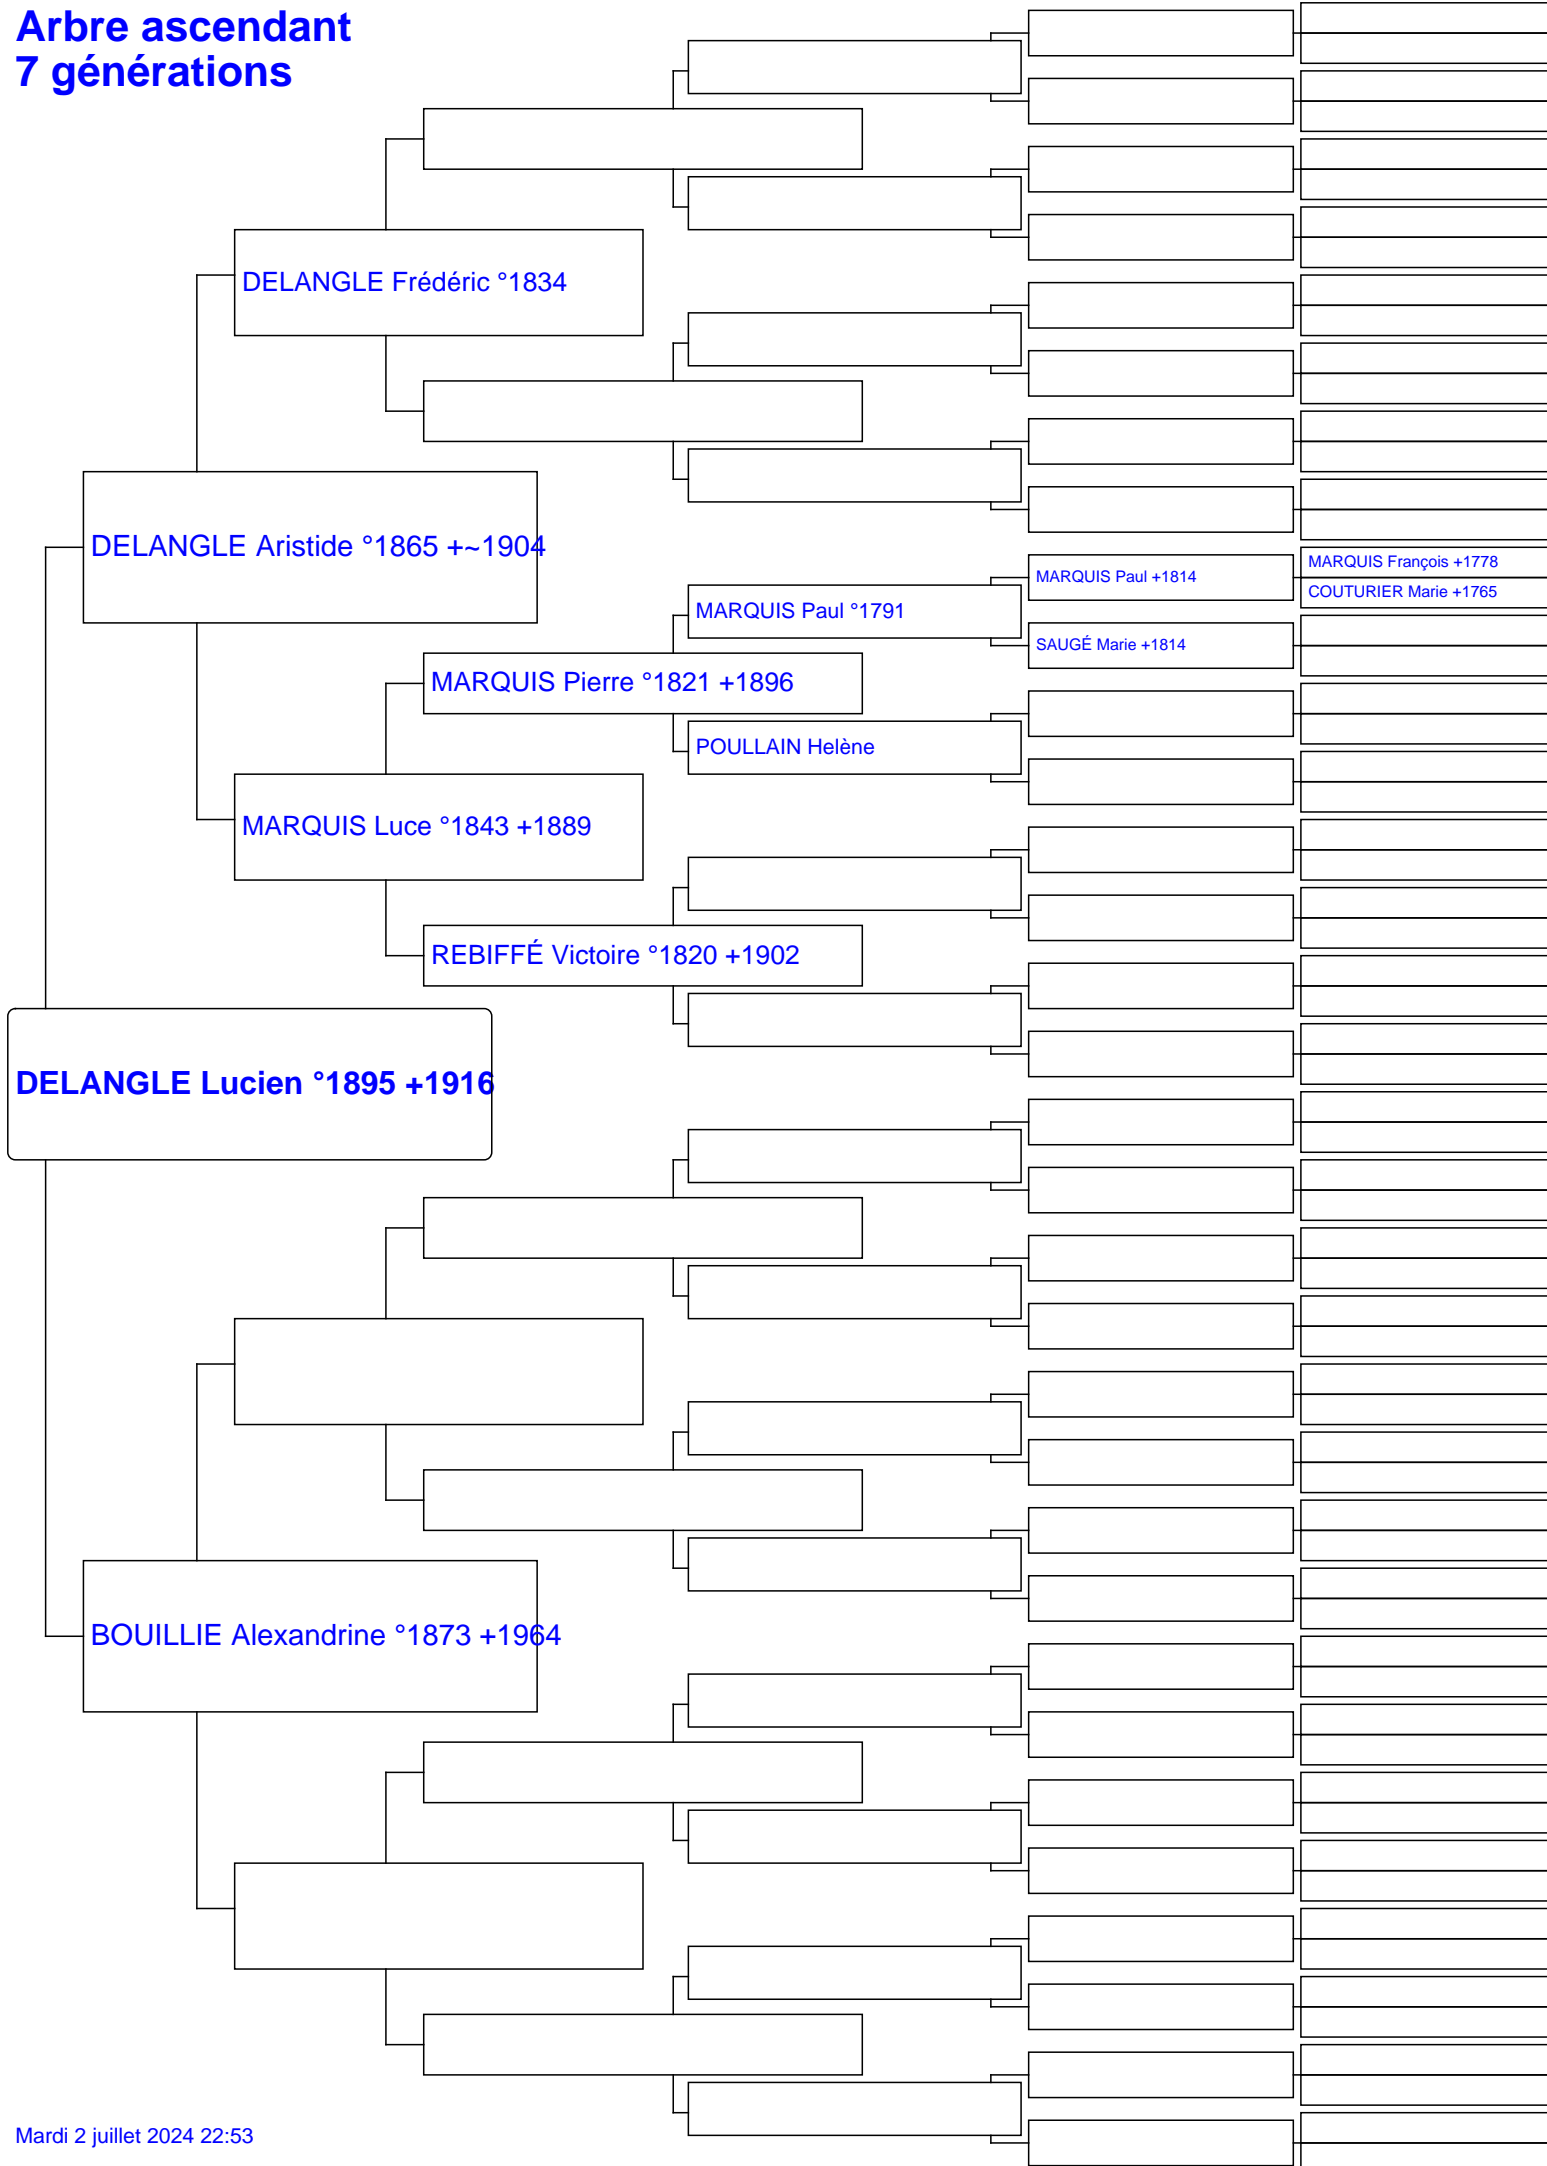 Arbre ascendant
7 générations
DELANGLE Frédéric °1834
DELANGLE Aristide °1865 +~1904
MARQUIS François +1778
MARQUIS Paul +1814
COUTURIER Marie +1765
MARQUIS Paul °1791
SAUGÉ Marie +1814
MARQUIS Pierre °1821 +1896
POULLAIN Helène
MARQUIS Luce °1843 +1889
REBIFFÉ Victoire °1820 +1902
DELANGLE Lucien °1895 +1916
BOUILLIE Alexandrine °1873 +1964
Mardi 2 juillet 2024 22:53